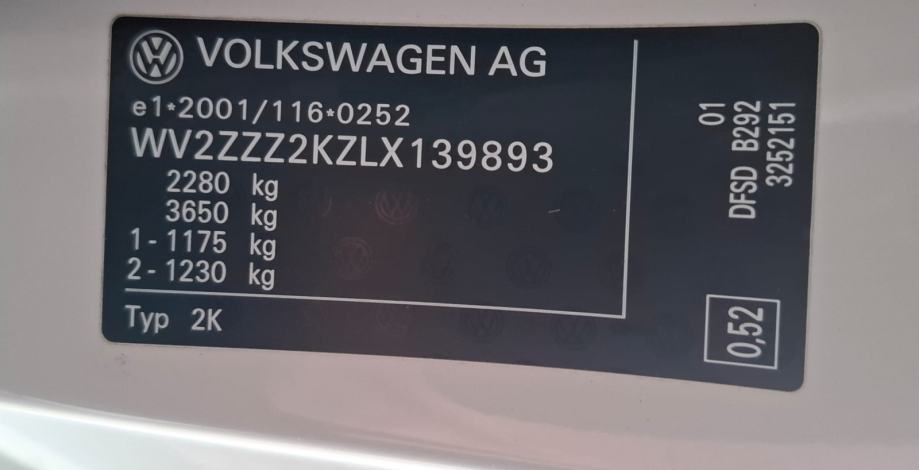 VOLKSWAGEN AG
e1*2001/116*0252
WV2ZZZ2KZLX139893
2280 kg
3650 kg
1- 1175 kg
2- 1230 kg
Typ 2K
01
DFSD B292
3252151
0,52